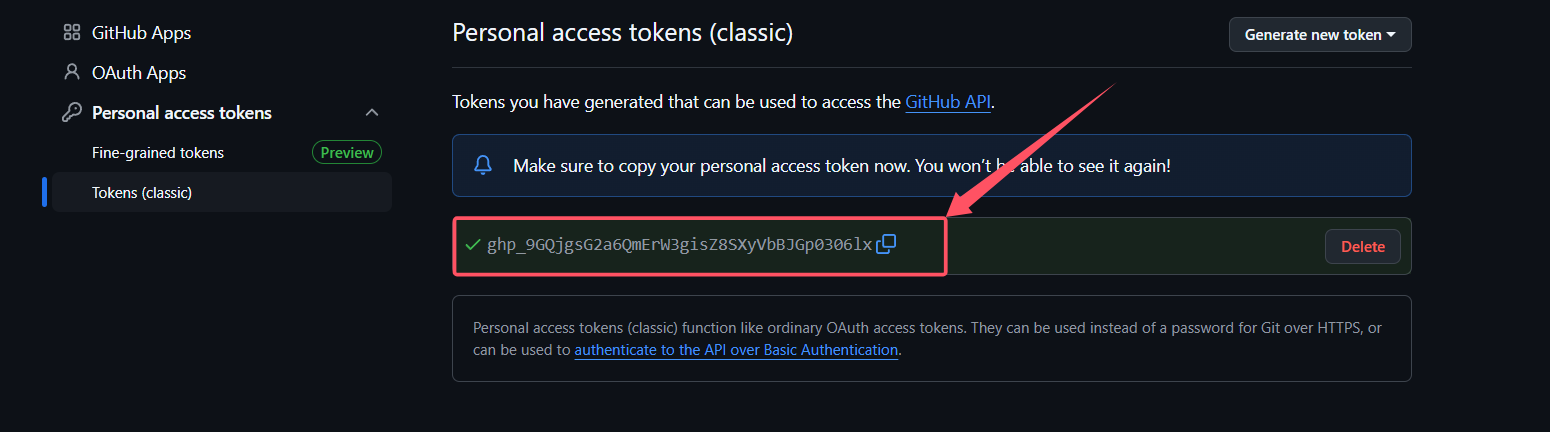 GitHub Apps
OAuth Apps
Personal access tokens
Fine-grained tokens
Preview
Tokens (classic)
Personal access tokens (classic)
Generate new token
Tokens you have generated that can be used to access the GitHub API.
Make sure to copy your personal access token now. You won't be able to see it again!
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
Delete
Personal access tokens (classic) function like ordinary OAuth access tokens. They can be used instead of a password for Git over HTTPS, or
can be used to authenticate to the API over Basic Authentication.